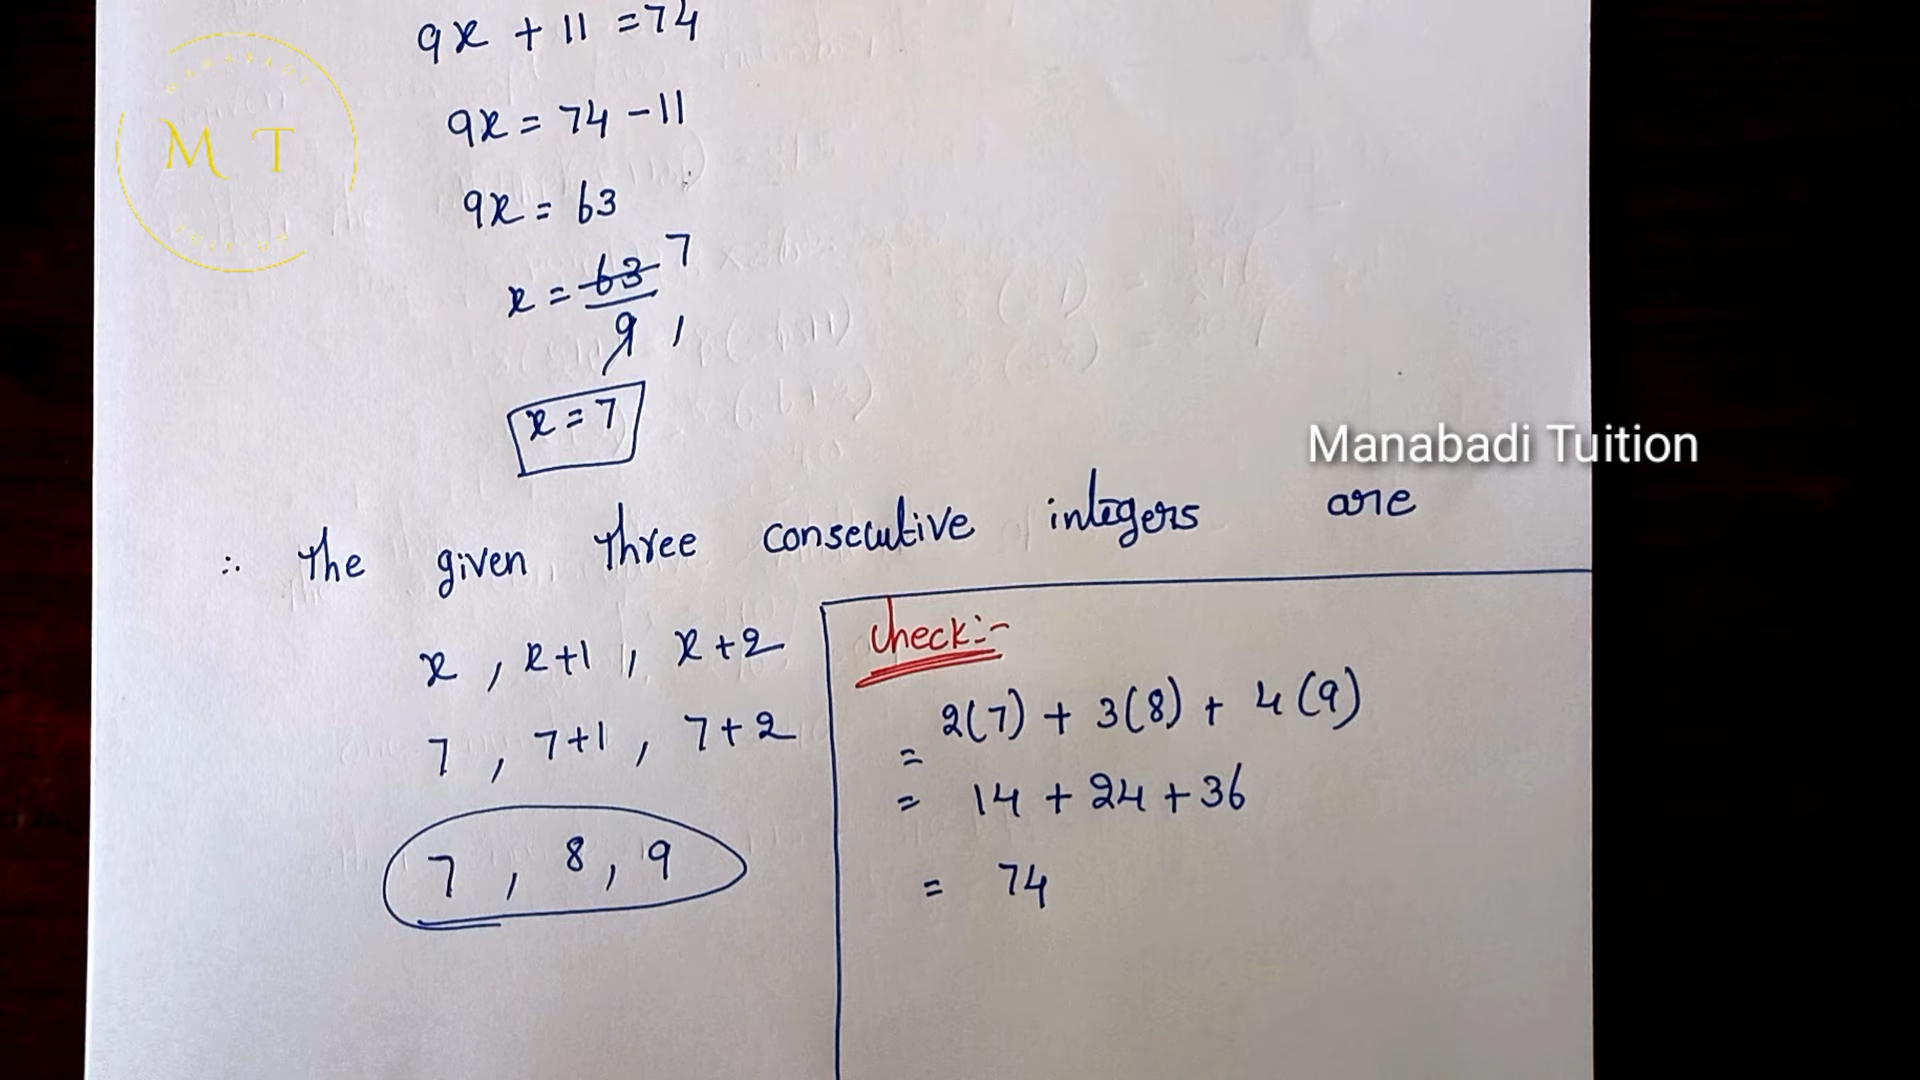 9x + 11 = 74
M T
9x = 74 - 11
9x = 63
x = 63/9 7
x = 7
Manabadi Tuition
∴ the given three consecutive integers are
x , x+1 , x+2
7 , 7+1 , 7+2
7 , 8 , 9
Check:-
= 2(7) + 3(8) + 4(9)
= 14 + 24 + 36
= 74